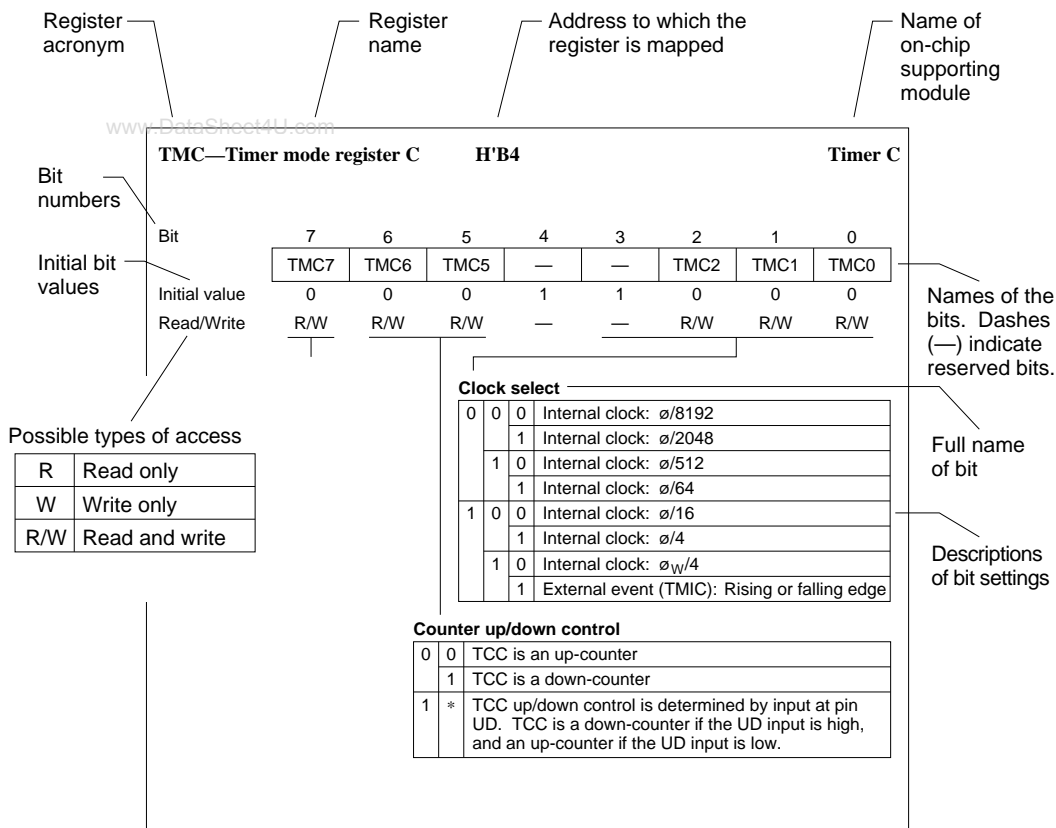 Register acronym
Register name
Address to which the register is mapped
Name of on-chip supporting module
www.DataSheet4U.com
TMC—Timer mode register C H'B4 Timer C
Bit numbers
Bit 7 6 5 4 3 2 1 0
TMC7 TMC6 TMC5 — — TMC2 TMC1 TMC0
Initial bit values
Initial value 0 0 0 1 1 0 0 0
Read/Write R/W R/W R/W — — R/W R/W R/W
Names of the bits. Dashes (—) indicate reserved bits.
Clock select
0 0 0 Internal clock: ø/8192
1 Internal clock: ø/2048
1 0 Internal clock: ø/512
1 Internal clock: ø/64
1 0 0 Internal clock: ø/16
1 Internal clock: ø/4
1 0 Internal clock: øW/4
1 External event (TMIC): Rising or falling edge
Full name of bit
Descriptions of bit settings
Possible types of access
R Read only
W Write only
R/W Read and write
Counter up/down control
0 0 TCC is an up-counter
1 TCC is a down-counter
1 * TCC up/down control is determined by input at pin
UD. TCC is a down-counter if the UD input is high,
and an up-counter if the UD input is low.